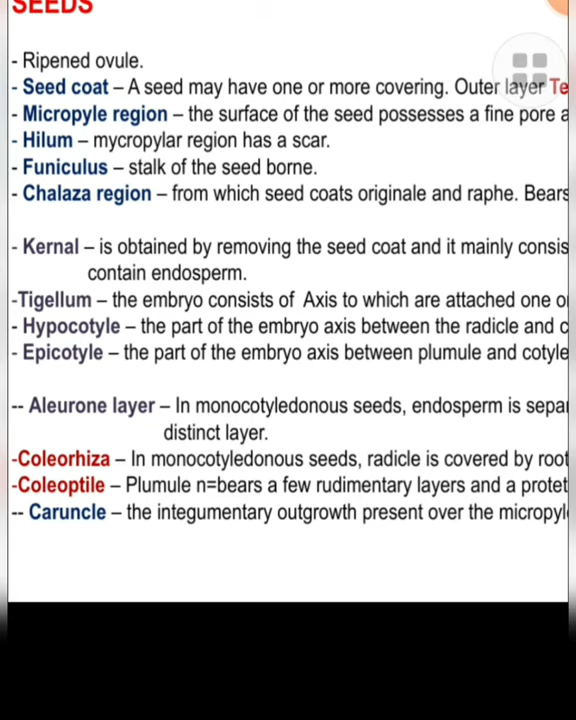 SEEDS
- Ripened ovule.
- Seed coat – A seed may have one or more covering. Outer layer Te
- Micropyle region – the surface of the seed possesses a fine pore a
- Hilum – mycropylar region has a scar.
- Funiculus – stalk of the seed borne.
- Chalaza region – from which seed coats originale and raphe. Bears
- Kernal – is obtained by removing the seed coat and it mainly consis
contain endosperm.
-Tigellum – the embryo consists of Axis to which are attached one o
- Hypocotyle – the part of the embryo axis between the radicle and c
- Epicotyle – the part of the embryo axis between plumule and cotyle
-- Aleurone layer – In monocotyledonous seeds, endosperm is sepa
distinct layer.
-Coleorhiza – In monocotyledonous seeds, radicle is covered by root
-Coleoptile – Plumule n=bears a few rudimentary layers and a protet
-- Caruncle – the integumentary outgrowth present over the micropyl